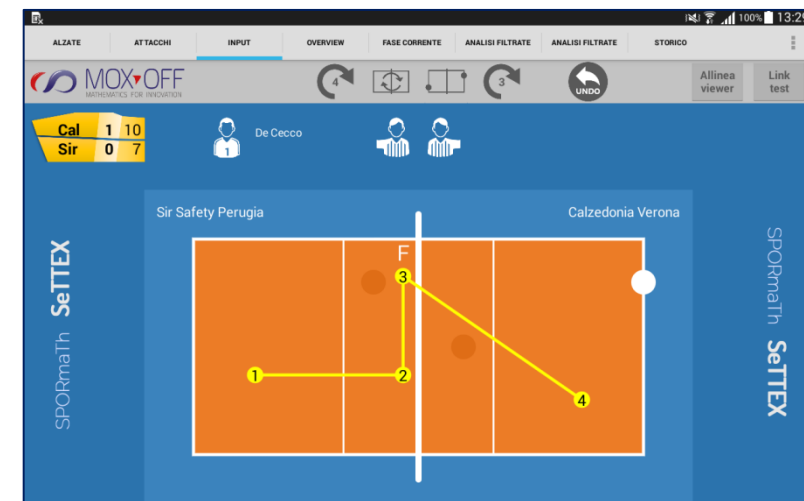 100% 13:29
ALZATE ATTACCHI INPUT OVERVIEW FASE CORRENTE ANALISI FILTRATE ANALISI FILTRATE STORICO
MOX OFF
MATHEMATICS FOR INNOVATION
4
3
UNDO
Allinea viewer
Link test
Cal 1 10
Sir 0 7
1
De Cecco
Sir Safety Perugia
Calzedonia Verona
SPORmaTh SeTTEX
F
3
1
2
4
SPORmaTh SeTTEX